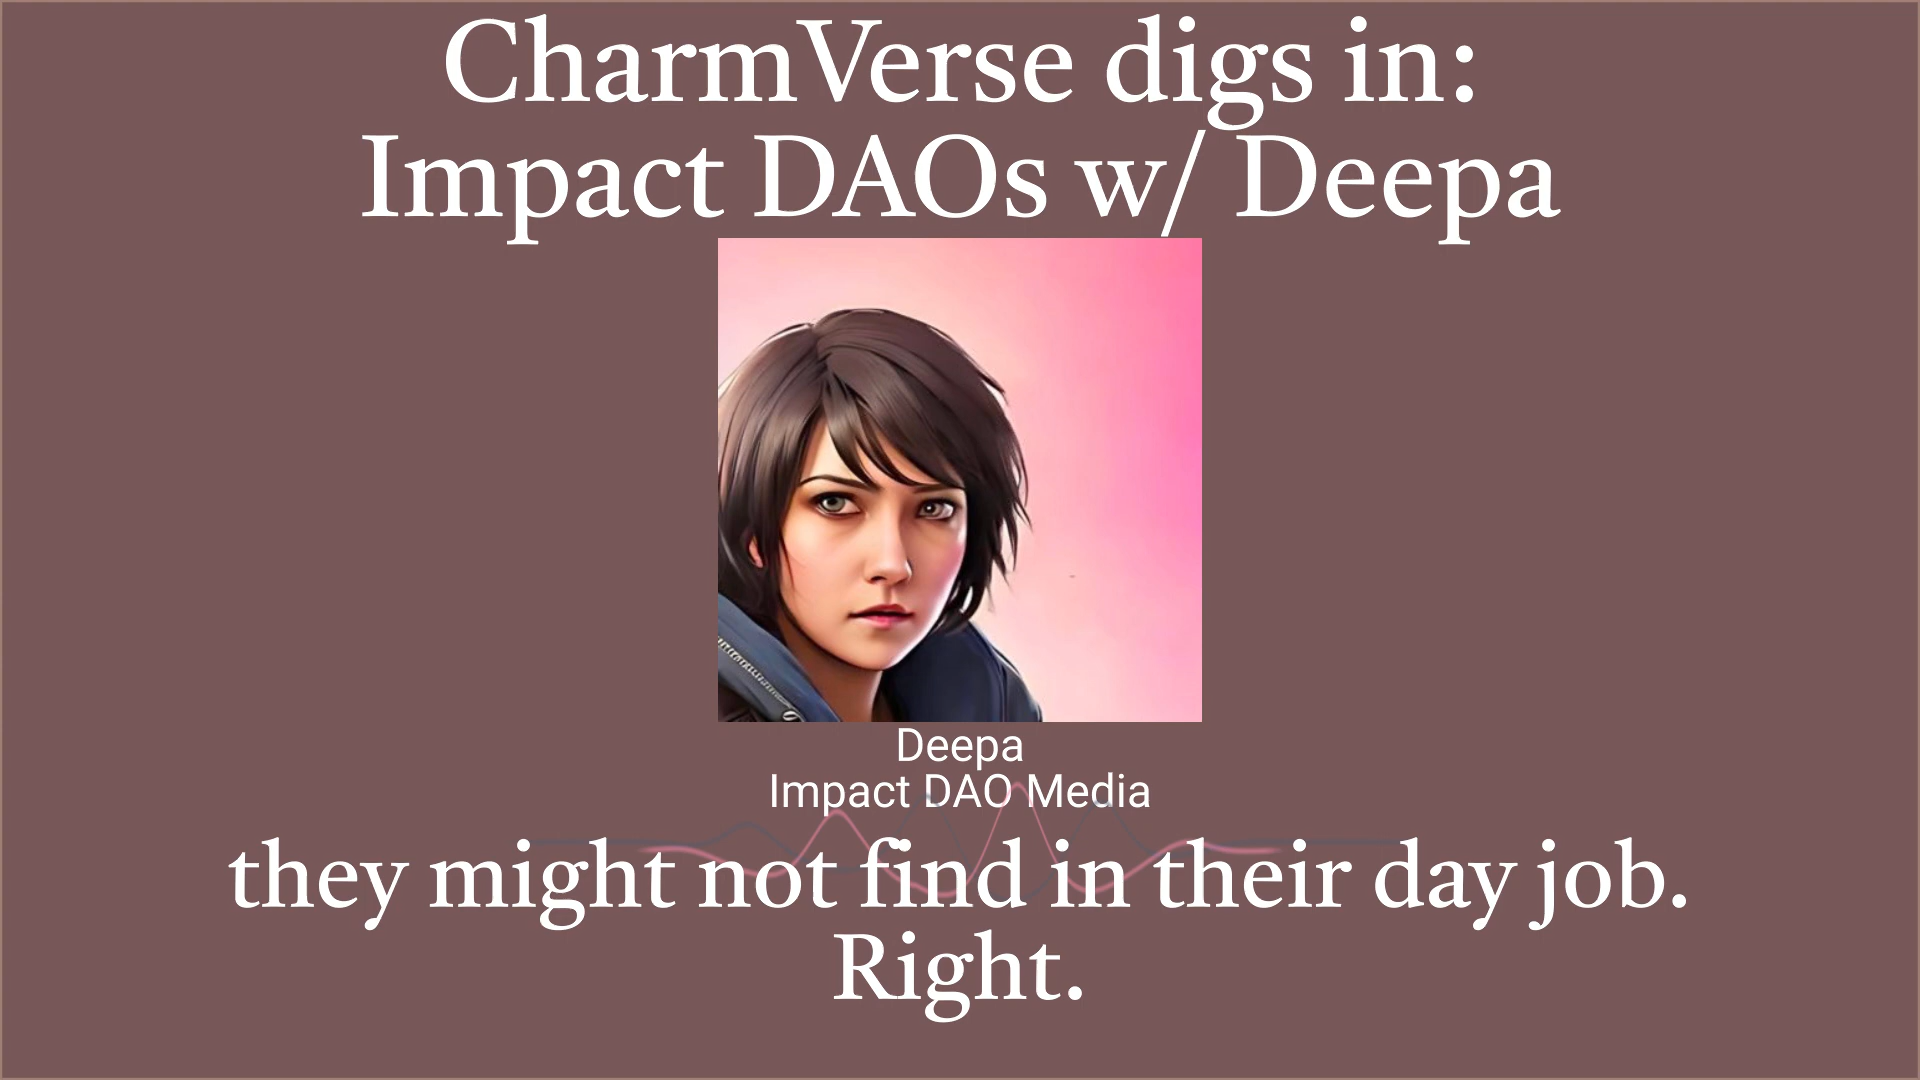 CharmVerse digs in:
Impact DAOs w/ Deepa
Deepa
Impact DAO Media
they might not find in their day job.
Right.